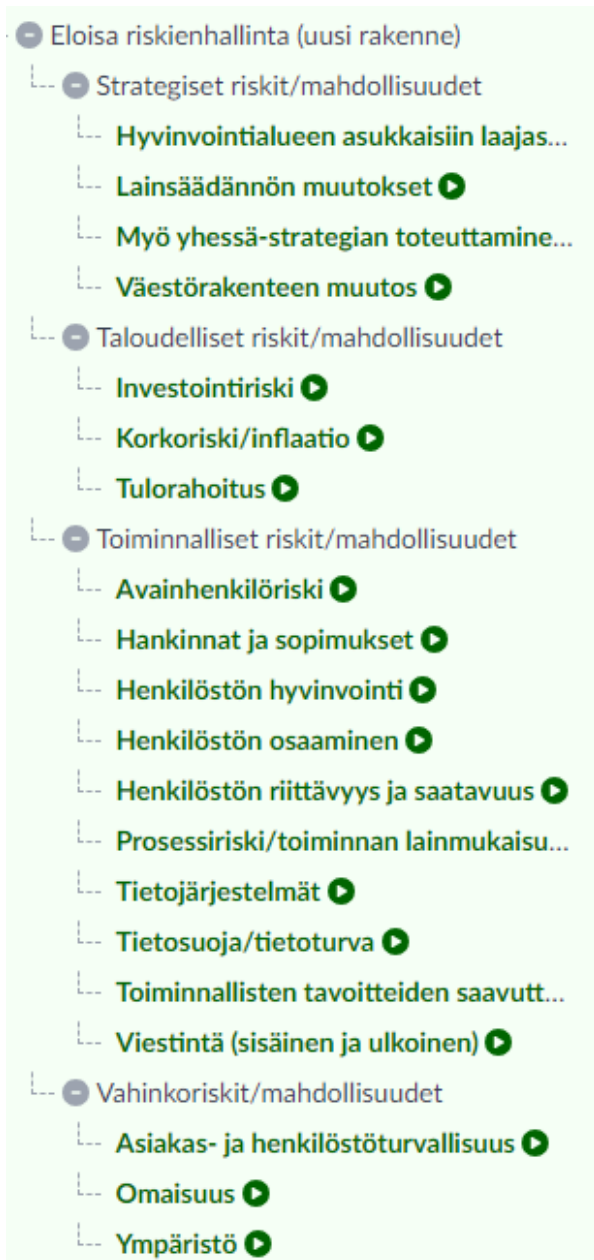 Eloisa riskienhallinta (uusi rakenne)
Strategiset riskit/mahdollisuudet
Hyvinvointialueen asukkaisiin laajas...
Lainsäädännön muutokset
Myö yhessä-strategian toteuttamine...
Väestörakenteen muutos
Taloudelliset riskit/mahdollisuudet
Investointiriski
Korkoriski/inflaatio
Tulorahoitus
Toiminnalliset riskit/mahdollisuudet
Avainhenkilöriski
Hankinnat ja sopimukset
Henkilöstön hyvinvointi
Henkilöstön osaaminen
Henkilöstön riittävyys ja saatavuus
Prosessiriski/toiminnan lainmukaisu...
Tietojärjestelmät
Tietosuoja/tietoturva
Toiminnallisten tavoitteiden saavutt...
Viestintä (sisäinen ja ulkoinen)
Vahinkoriskit/mahdollisuudet
Asiakas- ja henkilöstöturvallisuus
Omaisuus
Ympäristö